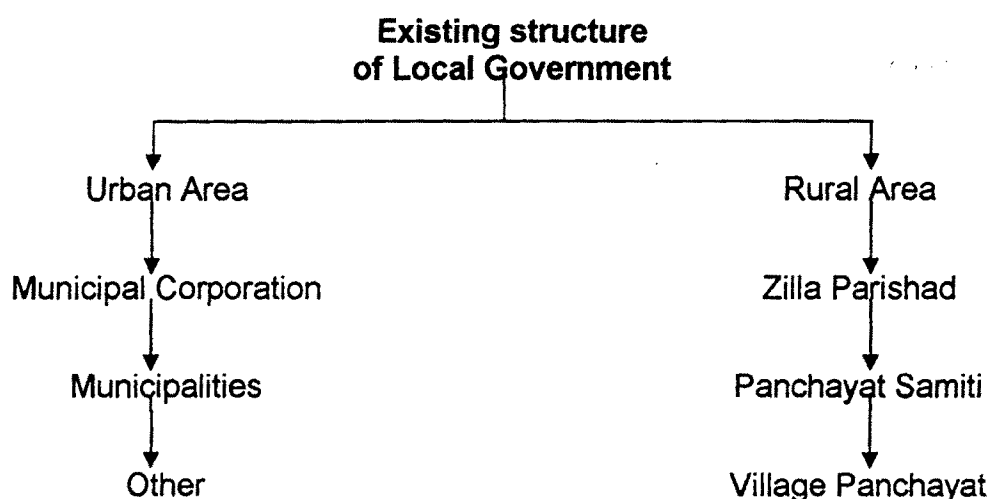 Existing structure
of Local Government
Urban Area
Rural Area
Municipal Corporation
Zilla Parishad
Municipalities
Panchayat Samiti
Other
Village Panchayat